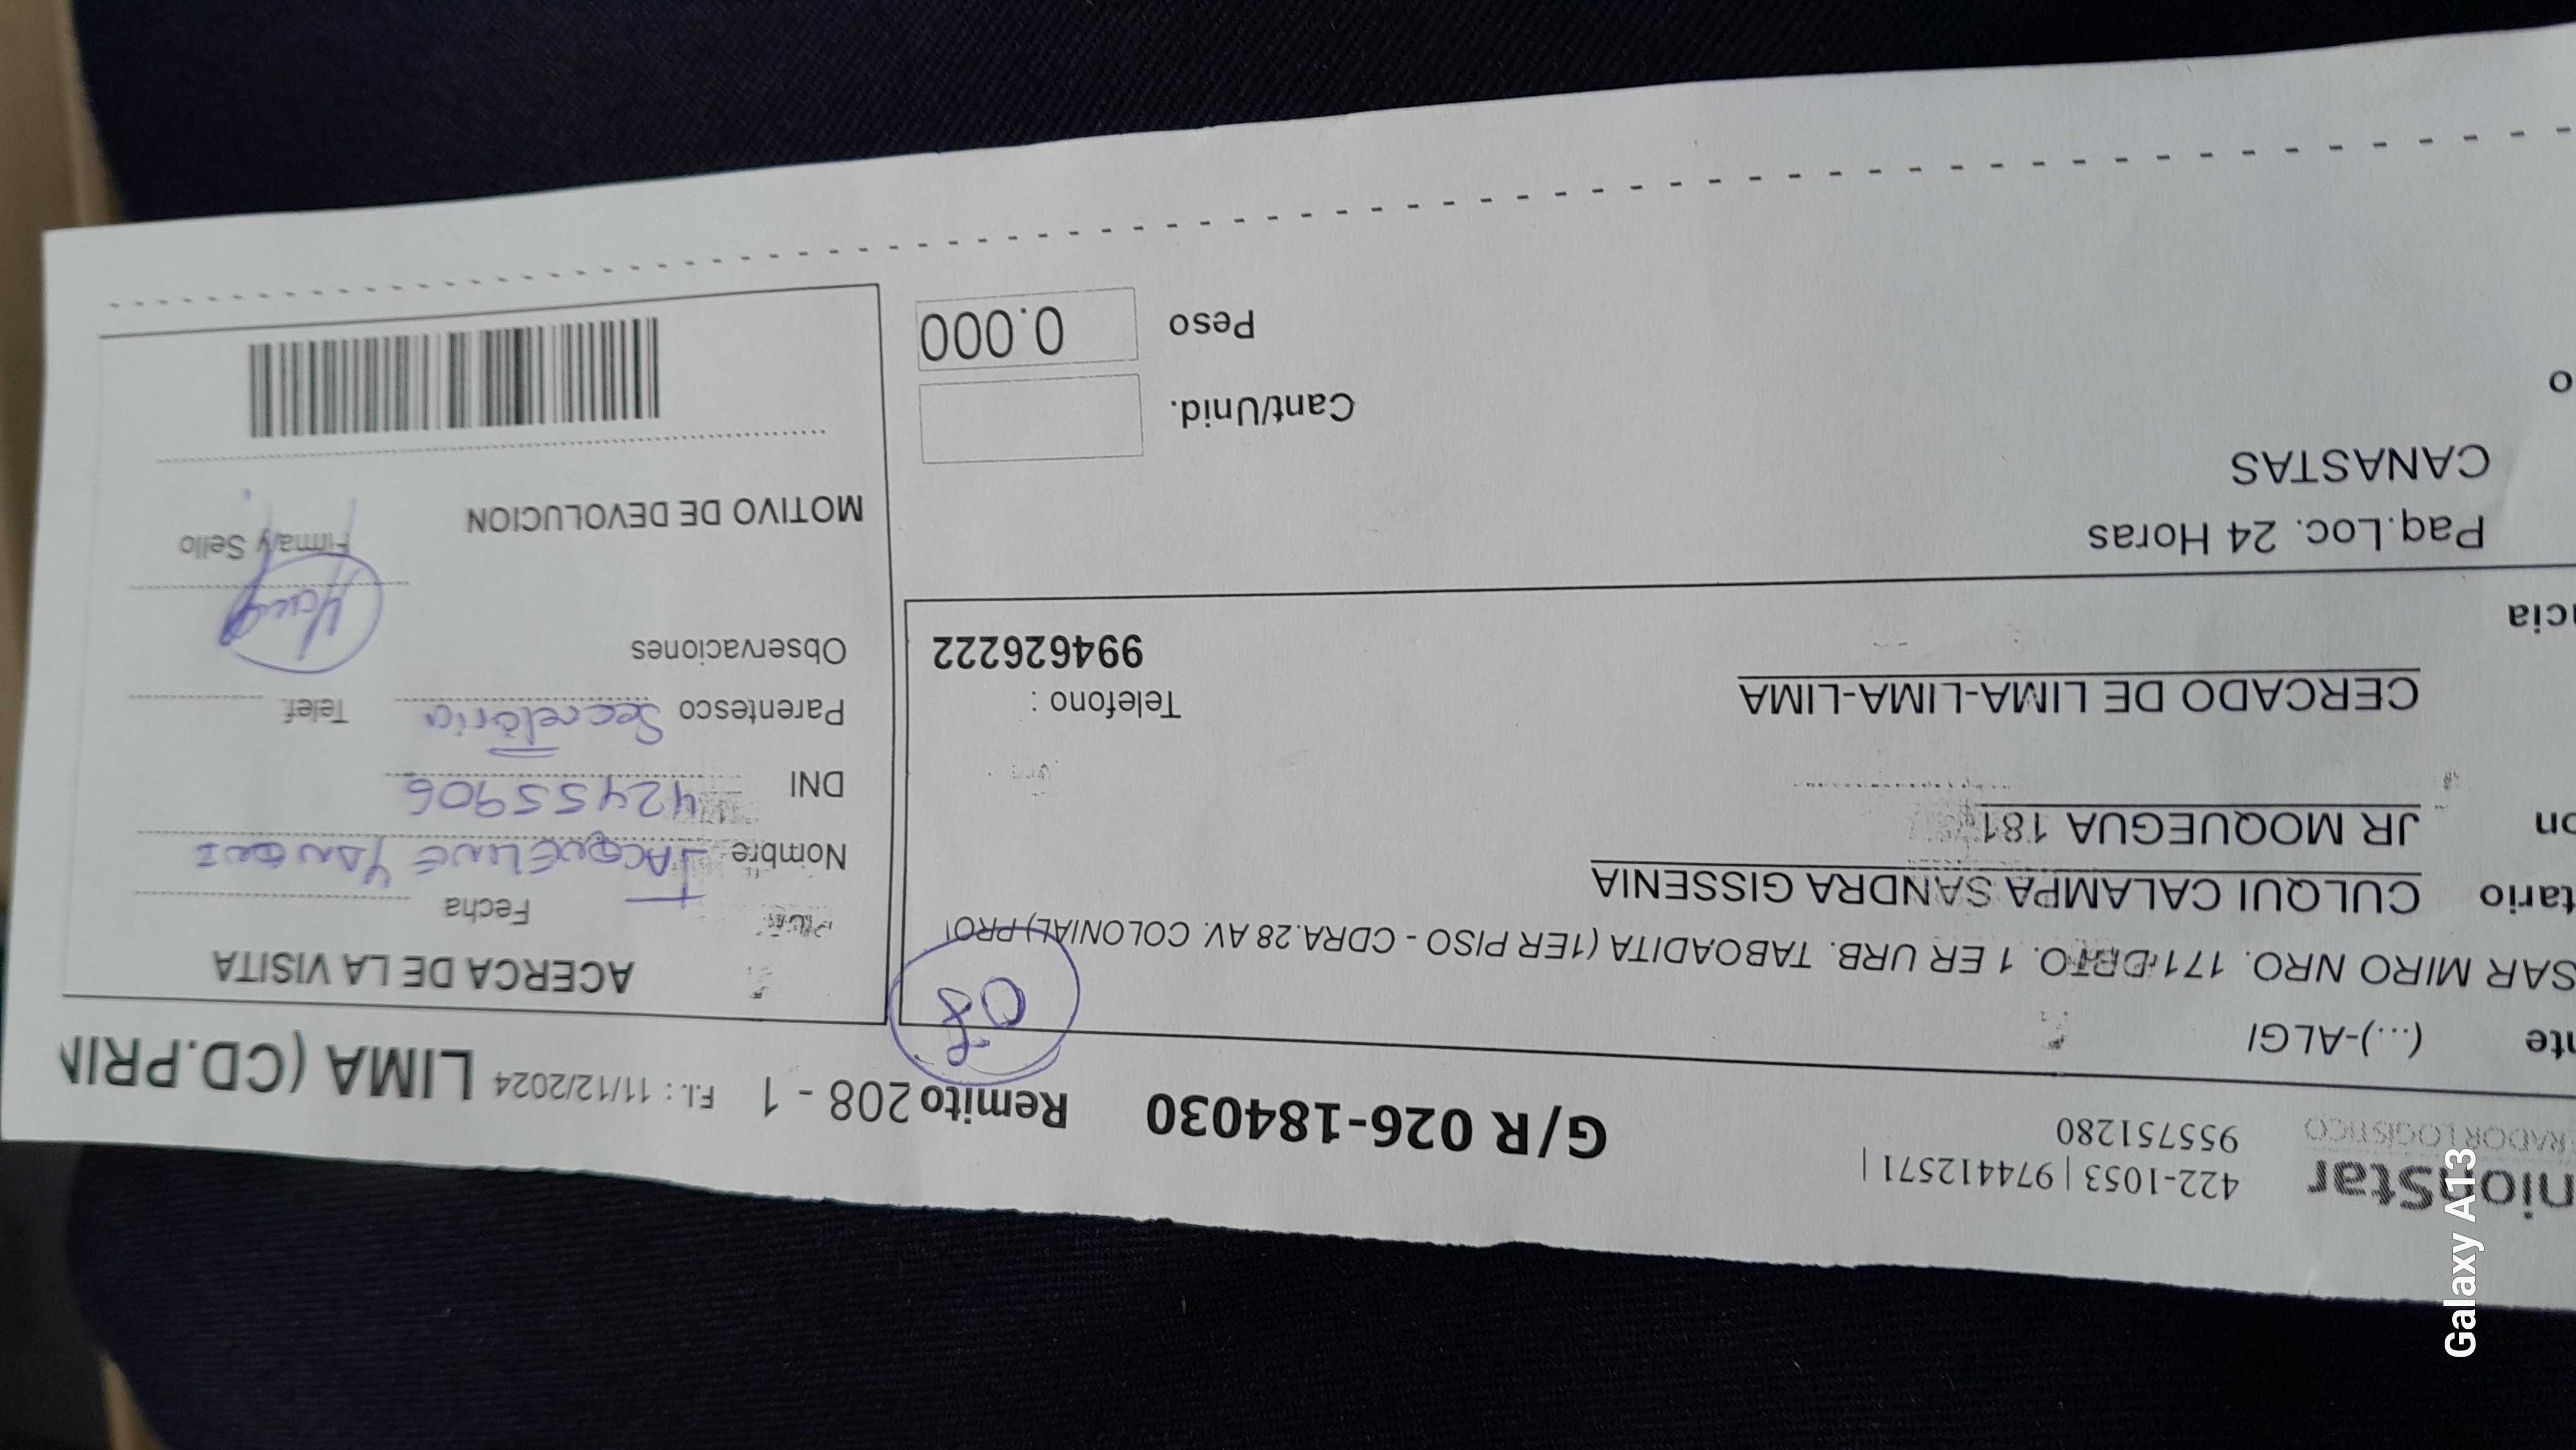 nionStar
RADOR LOGISTICO
422-1053 | 974412571 |
955751280
G/R 026-184030
Remito 208 - 1
F.I. : 11/12/2024
LIMA (CD.PRIN
nte (...)-ALGI
SAR MIRO NRO. 171 DPTO. 1 ER URB. TABOADITA (1ER PISO - CDRA.28 AV. COLONIAL) PRO
08
tario CULQUI CALAMPA SANDRA GISSENIA
on JR MOQUEGUA 181
CERCADO DE LIMA-LIMA-LIMA
Telefono :
994626222
ncia
Paq.Loc. 24 Horas
CANASTAS
o
Cant/Unid.
Peso 0.000
ACERCA DE LA VISITA
Fecha
Nombre JACQUELINE
DNI 42455906
Parentesco Secretaria Telef.
Observaciones
Firma y Sello
MOTIVO DE DEVOLUCION
Galaxy A13